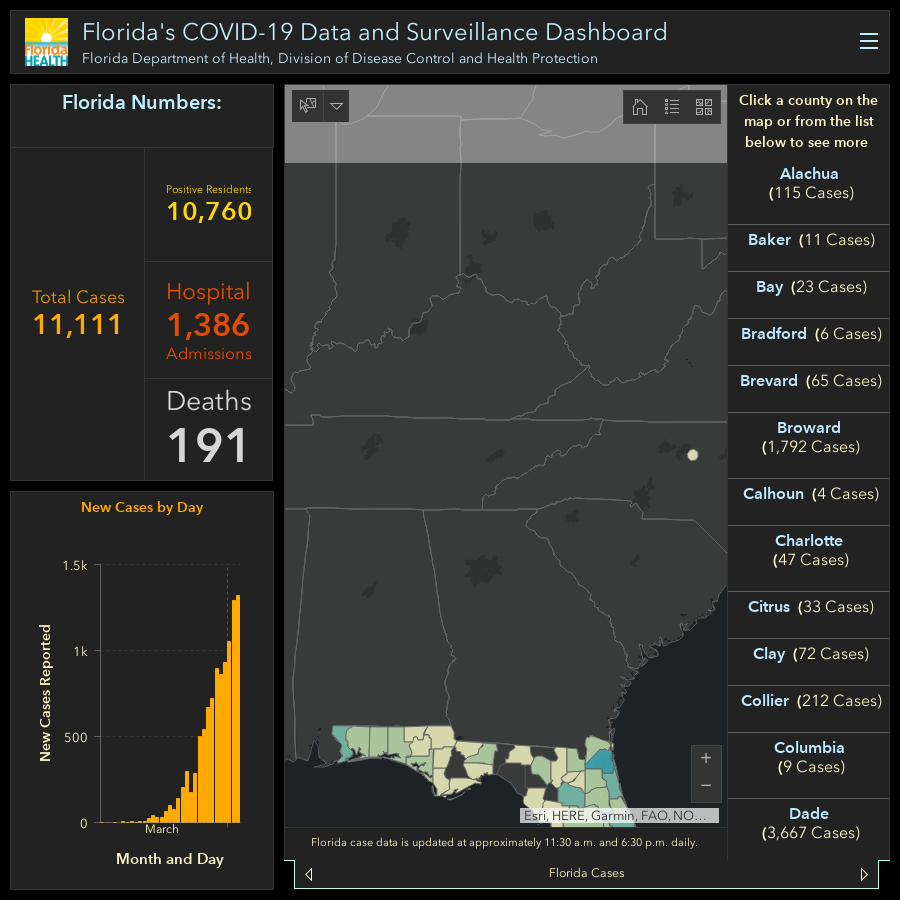 Florida
HEALTH
Florida's COVID-19 Data and Surveillance Dashboard
Florida Department of Health, Division of Disease Control and Health Protection
Florida Numbers:
Total Cases
11,111
Positive Residents
10,760
Hospital
1,386
Admissions
Deaths
191
New Cases by Day
1.5k
1k
500
0
New Cases Reported
March
Month and Day
+
−
Esri, HERE, Garmin, FAO, NO...
Florida case data is updated at approximately 11:30 a.m. and 6:30 p.m. daily.
Florida Cases
Click a county on the
map or from the list
below to see more
Alachua
(115 Cases)
Baker (11 Cases)
Bay (23 Cases)
Bradford (6 Cases)
Brevard (65 Cases)
Broward
(1,792 Cases)
Calhoun (4 Cases)
Charlotte
(47 Cases)
Citrus (33 Cases)
Clay (72 Cases)
Collier (212 Cases)
Columbia
(9 Cases)
Dade
(3,667 Cases)